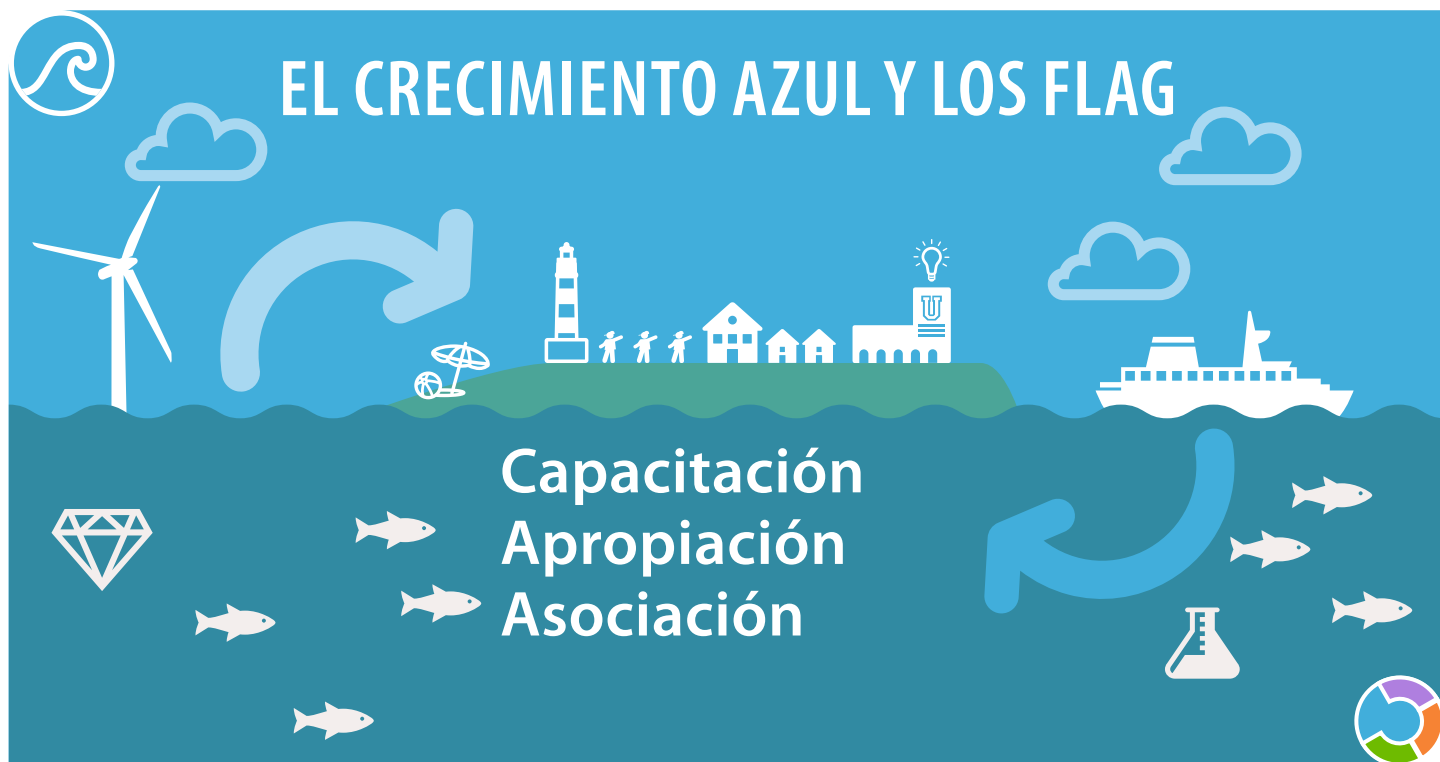 EL CRECIMIENTO AZUL Y LOS FLAG
U
Capacitación
Apropiación
Asociación